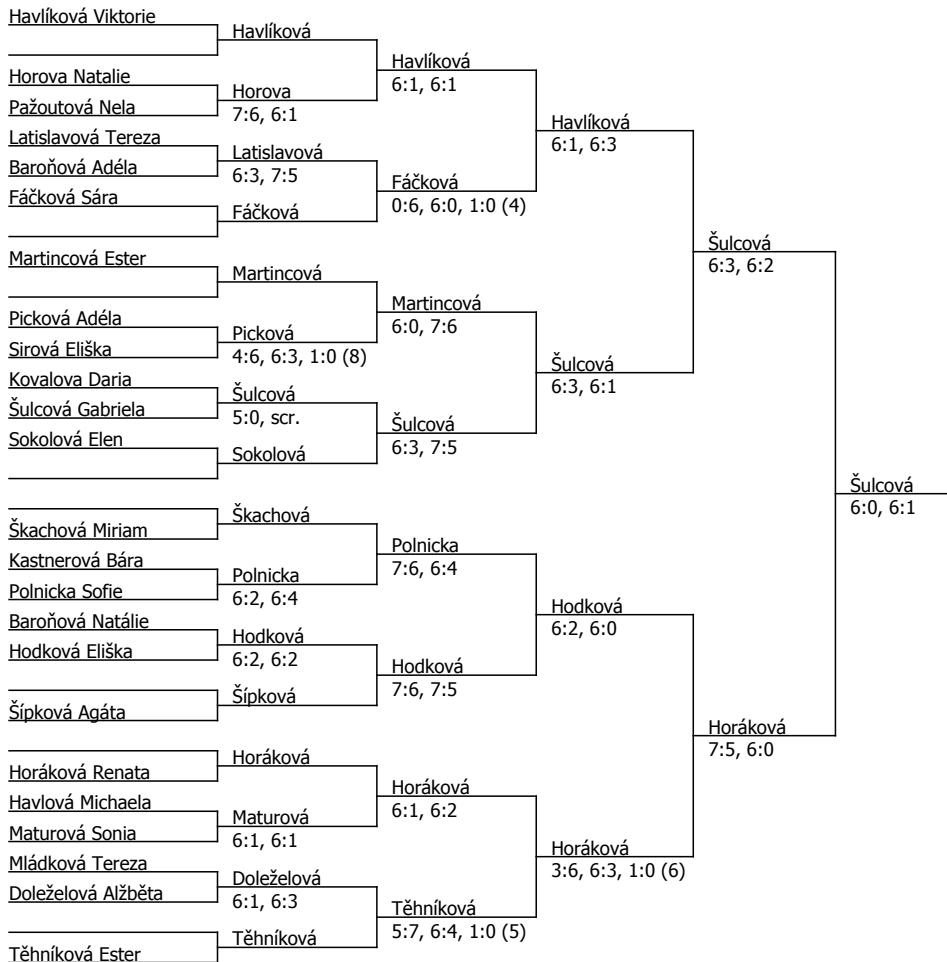 Havlíková Viktorie
Havlíková
Havlíková
6:1, 6:1
Horova Natalie
Horova
7:6, 6:1
Pažoutová Nela
Havlíková
6:1, 6:3
Latislavová Tereza
Latislavová
6:3, 7:5
Baroňová Adéla
Fáčková
0:6, 6:0, 1:0 (4)
Fáčková Sára
Fáčková
Šulcová
6:3, 6:2
Martincová Ester
Martincová
Martincová
6:0, 7:6
Picková Adéla
Picková
4:6, 6:3, 1:0 (8)
Sirová Eliška
Šulcová
6:3, 6:1
Kovalova Daria
Šulcová
5:0, scr.
Šulcová Gabriela
Šulcová
6:3, 7:5
Sokolová Elen
Sokolová
Šulcová
6:0, 6:1
Škachová
Škachová Miriam
Polnicka
7:6, 6:4
Kastnerová Bára
Polnicka
6:2, 6:4
Polnicka Sofie
Hodková
6:2, 6:0
Baroňová Natálie
Hodková
6:2, 6:2
Hodková Eliška
Hodková
7:6, 7:5
Šípková
Šípková Agáta
Horáková
7:5, 6:0
Horáková
Horáková Renata
Horáková
6:1, 6:2
Havlová Michaela
Maturová
6:1, 6:1
Maturová Sonia
Horáková
3:6, 6:3, 1:0 (6)
Mládková Tereza
Doleželová
6:1, 6:3
Doleželová Alžběta
Těhníková
5:7, 6:4, 1:0 (5)
Těhníková
Těhníková Ester